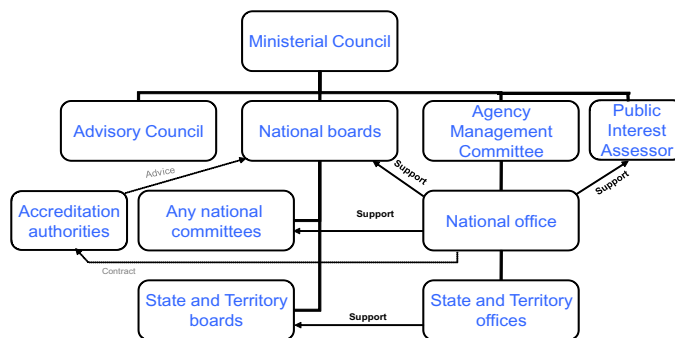 Ministerial Council
Advisory Council
National boards
Agency
Management
Committee
Public
Interest
Assessor
Advice
Support
Support
Accreditation
authorities
Any national
committees
Support
National office
Contract
State and Territory
boards
Support
State and Territory
offices